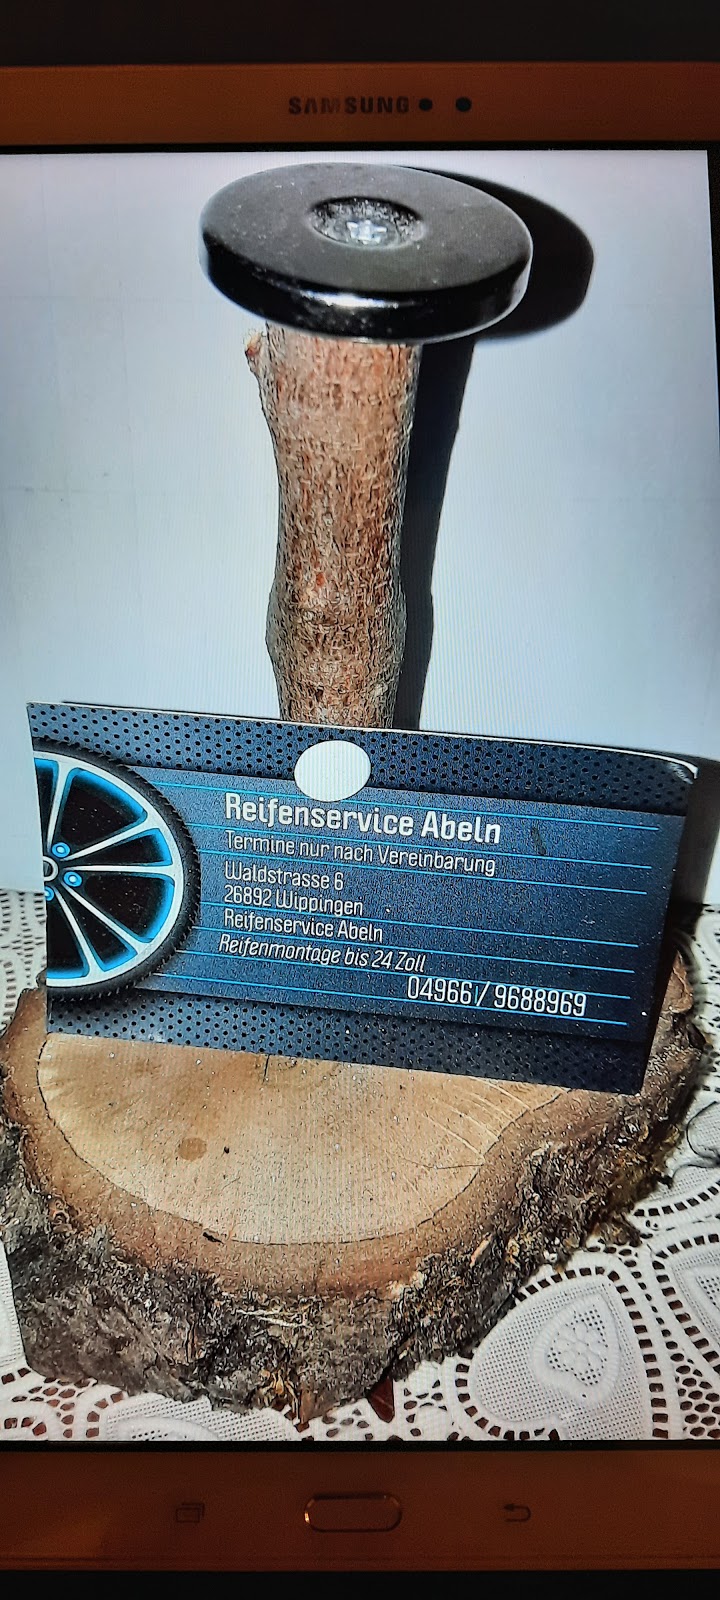 SAMSUNG
Reifenservice Abeln
Termine nur nach Vereinbarung
Waldstrasse 6
26892 Wippingen
Reifenservice Abeln
Reifenmontage bis 24 Zoll
04966/ 9688969